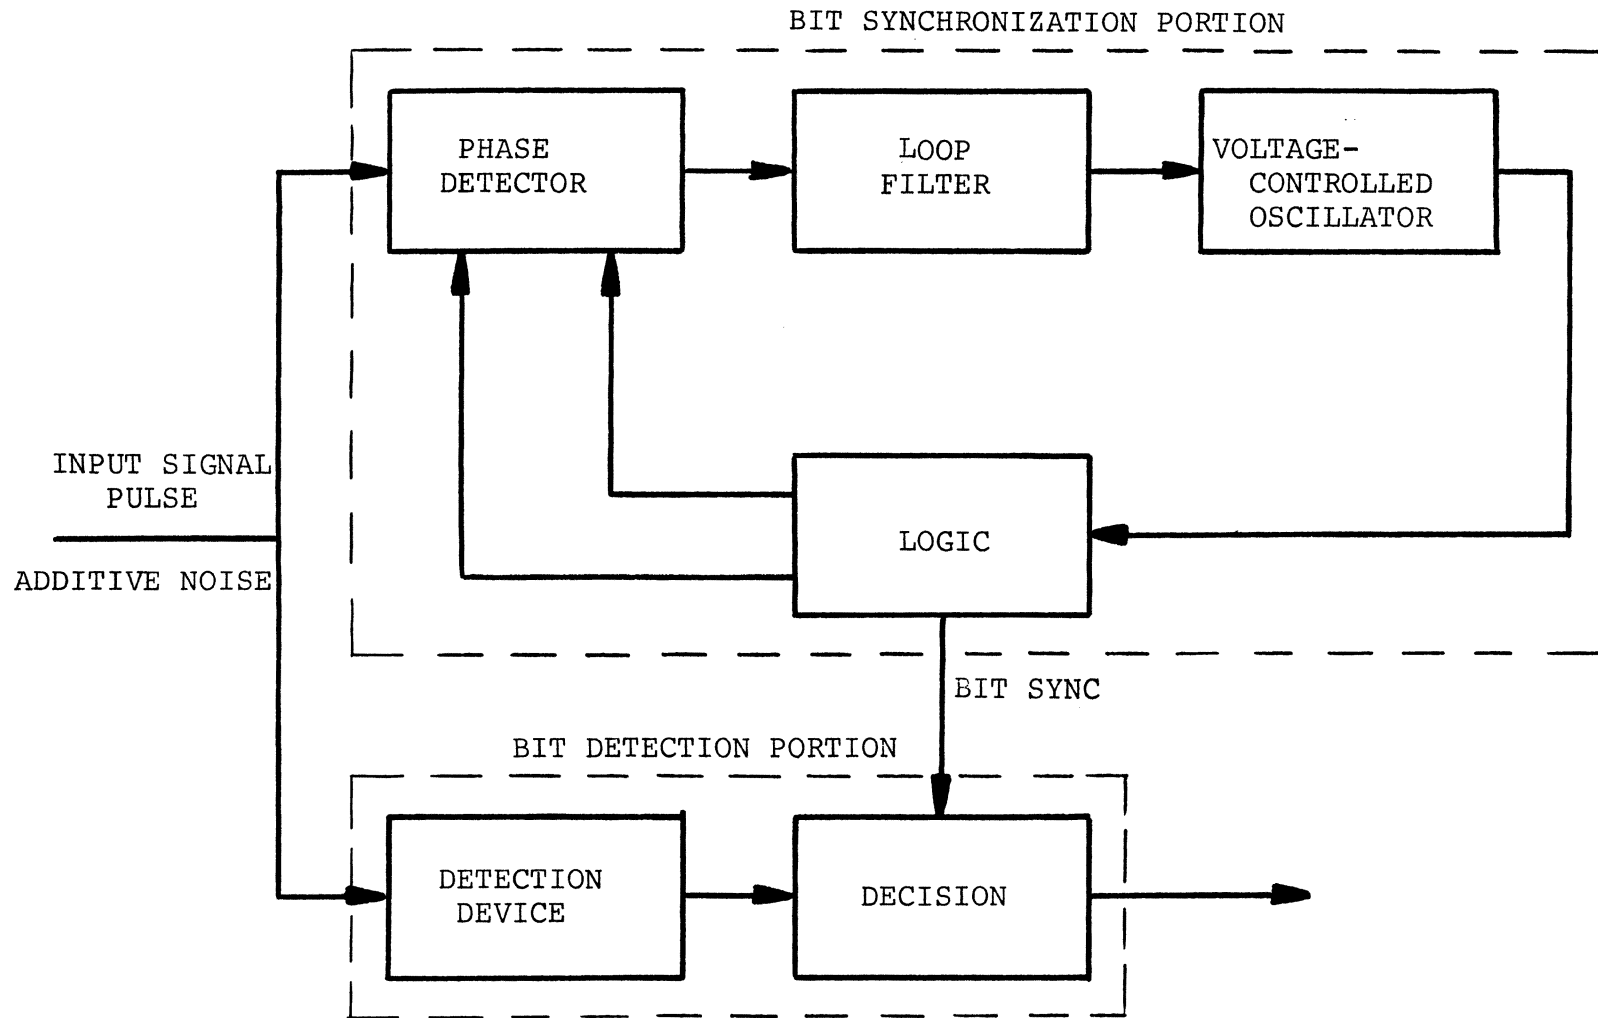 BIT SYNCHRONIZATION PORTION
PHASE
DETECTOR
LOOP
FILTER
VOLTAGE-
CONTROLLED
OSCILLATOR
INPUT SIGNAL
PULSE
ADDITIVE NOISE
LOGIC
BIT SYNC
BIT DETECTION PORTION
DETECTION
DEVICE
DECISION